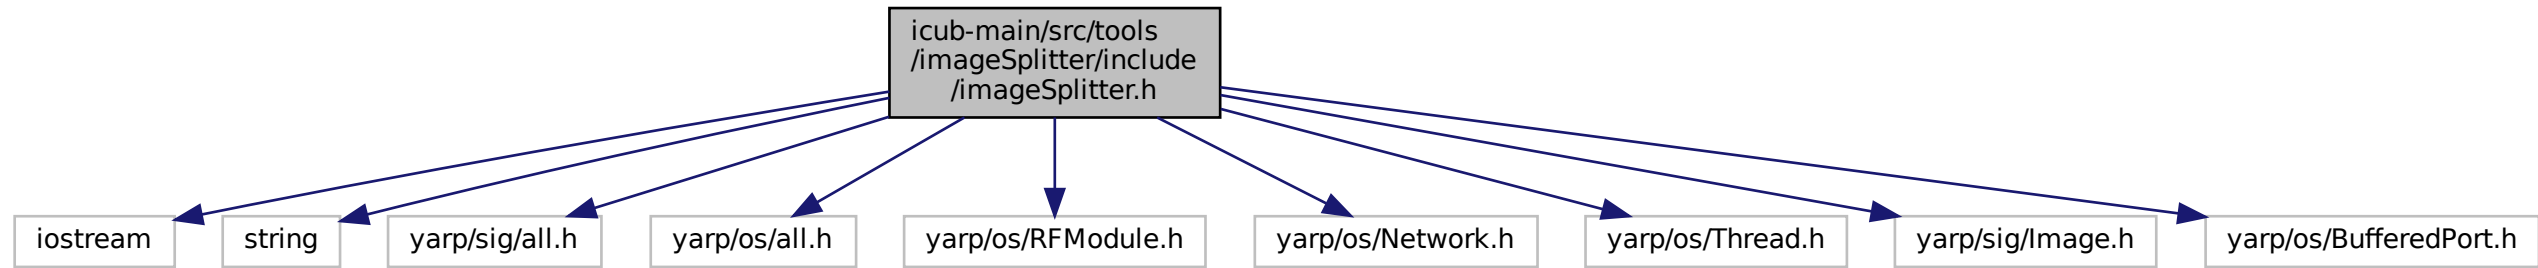 icub-main/src/tools
/imageSplitter/include
/imageSplitter.h
iostream
string
yarp/sig/all.h
yarp/os/all.h
yarp/os/RFModule.h
yarp/os/Network.h
yarp/os/Thread.h
yarp/sig/Image.h
yarp/os/BufferedPort.h